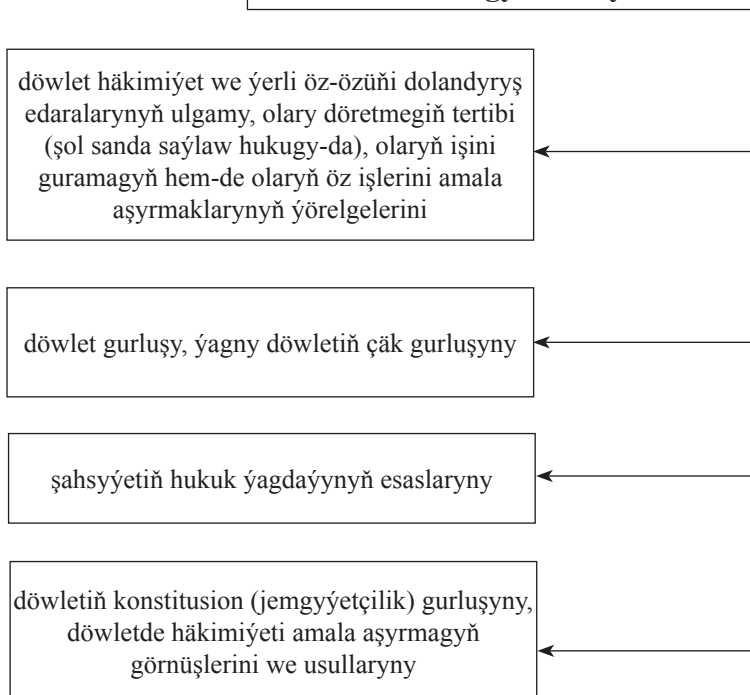 döwlet häkimiýet we ýerli öz-özüňi dolandyryş
edaralarynyň ulgamy, olary döretmegiň tertibi
(şol sanda saýlaw hukugy-da), olaryň işini
guramagyň hem-de olaryň öz işlerini amala
aşyrmaklarynyň ýörelgelerini
döwlet gurluşy, ýagny döwletiň çäk gurluşyny
şahsyýetiň hukuk ýagdaýynyň esaslaryny
döwletiň konstitusion (jemgyýetçilik) gurluşyny,
döwletde häkimiýeti amala aşyrmagyň
görnüşlerini we usullaryny